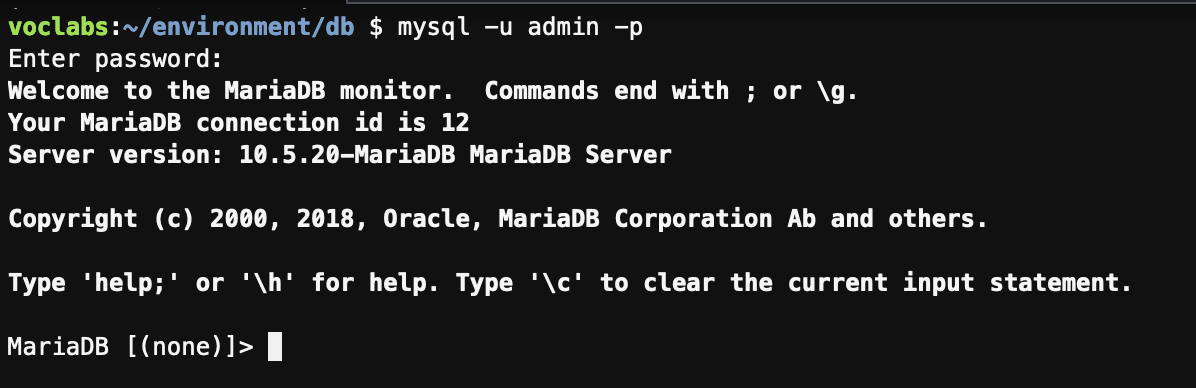 voclabs:~/environment/db $ mysql -u admin -p
Enter password:
Welcome to the MariaDB monitor.  Commands end with ; or \g.
Your MariaDB connection id is 12
Server version: 10.5.20-MariaDB MariaDB Server
Copyright (c) 2000, 2018, Oracle, MariaDB Corporation Ab and others.
Type 'help;' or '\h' for help. Type '\c' to clear the current input statement.
MariaDB [(none)]>